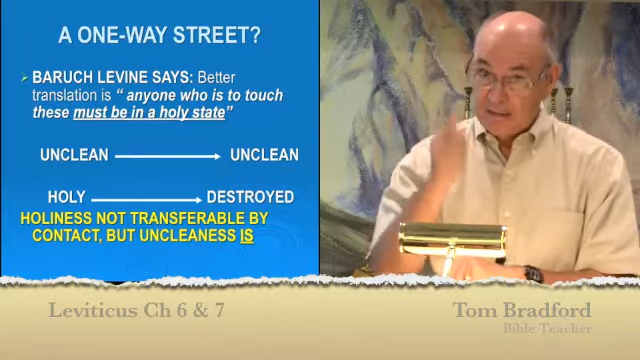 A ONE-WAY STREET?
BARUCH LEVINE SAYS: Better
translation is " anyone who is to touch
these must be in a holy state"
UNCLEAN UNCLEAN
HOLY DESTROYED
HOLINESS NOT TRANSFERABLE BY
CONTACT, BUT UNCLEANESS IS
Leviticus Ch 6 & 7
Tom Bradford
Bible Teacher